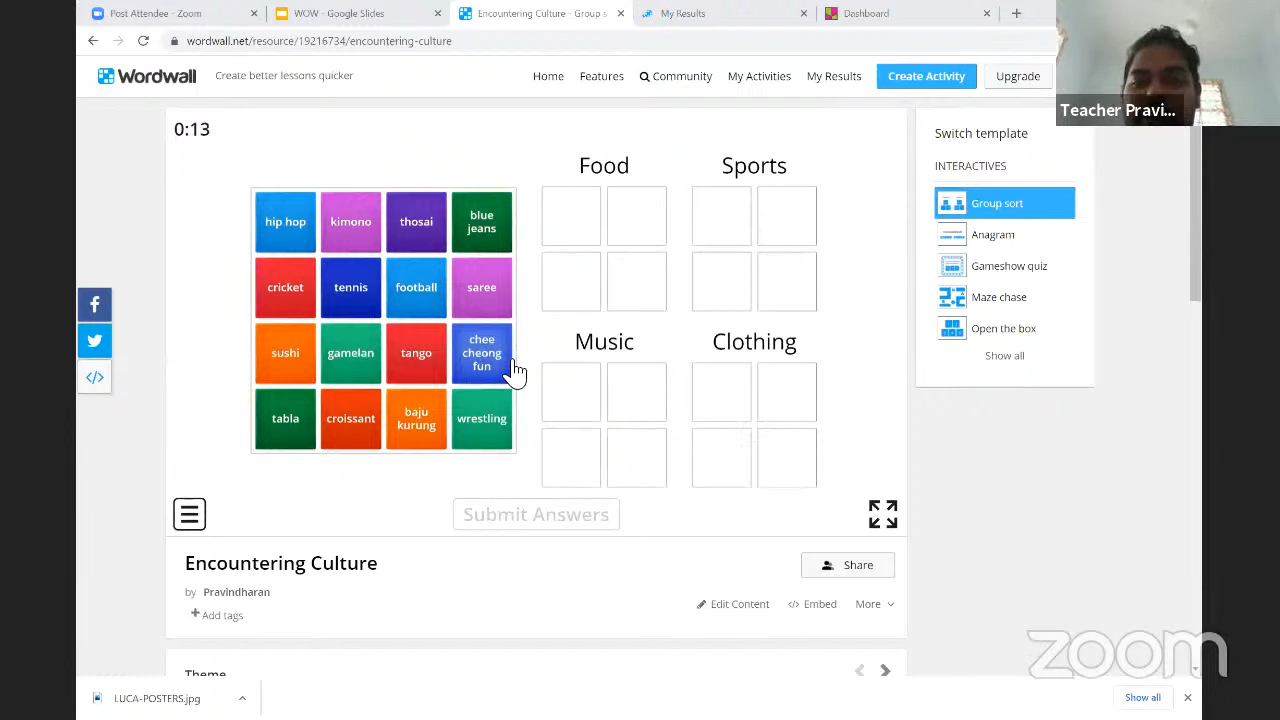 Post Attendee - Zoom
WOW - Google Slides
Encountering Culture - Group s
My Results
Dashboard
wordwall.net/resource/19216734/encountering-culture
Wordwall
Create better lessons quicker
Home
Features
Community
My Activities
My Results
Create Activity
Upgrade
Teacher Pravi...
0:13
hip hop
kimono
thosai
blue
jeans
cricket
tennis
football
saree
sushi
gamelan
tango
chee
cheong
fun
tabla
croissant
baju
kurung
wrestling
Food
Sports
Music
Clothing
Submit Answers
Switch template
INTERACTIVES
Group sort
Anagram
Gameshow quiz
Maze chase
Open the box
Show all
Encountering Culture
Share
by Pravindharan
Add tags
Edit Content
Embed
More
Theme
zoom
LUCA-POSTERS.jpg
Show all